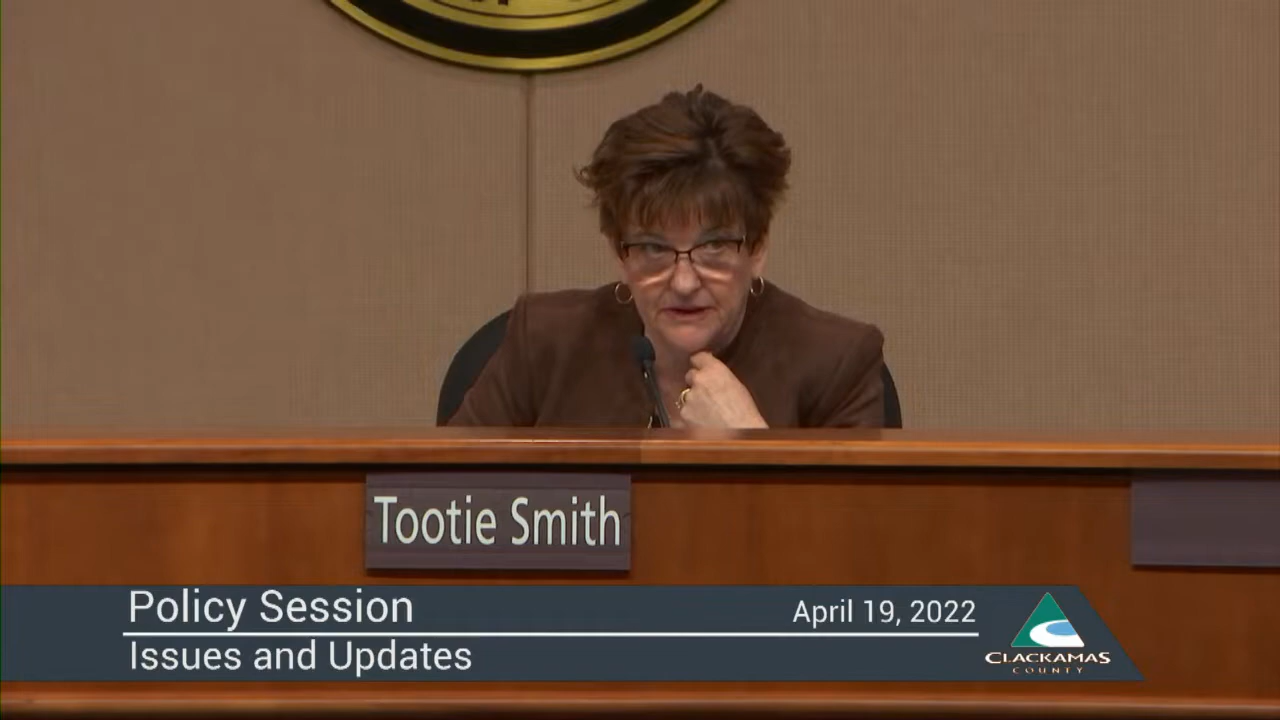 Tootie Smith
Policy Session
April 19, 2022
Issues and Updates
CLACKAMAS
COUNTY